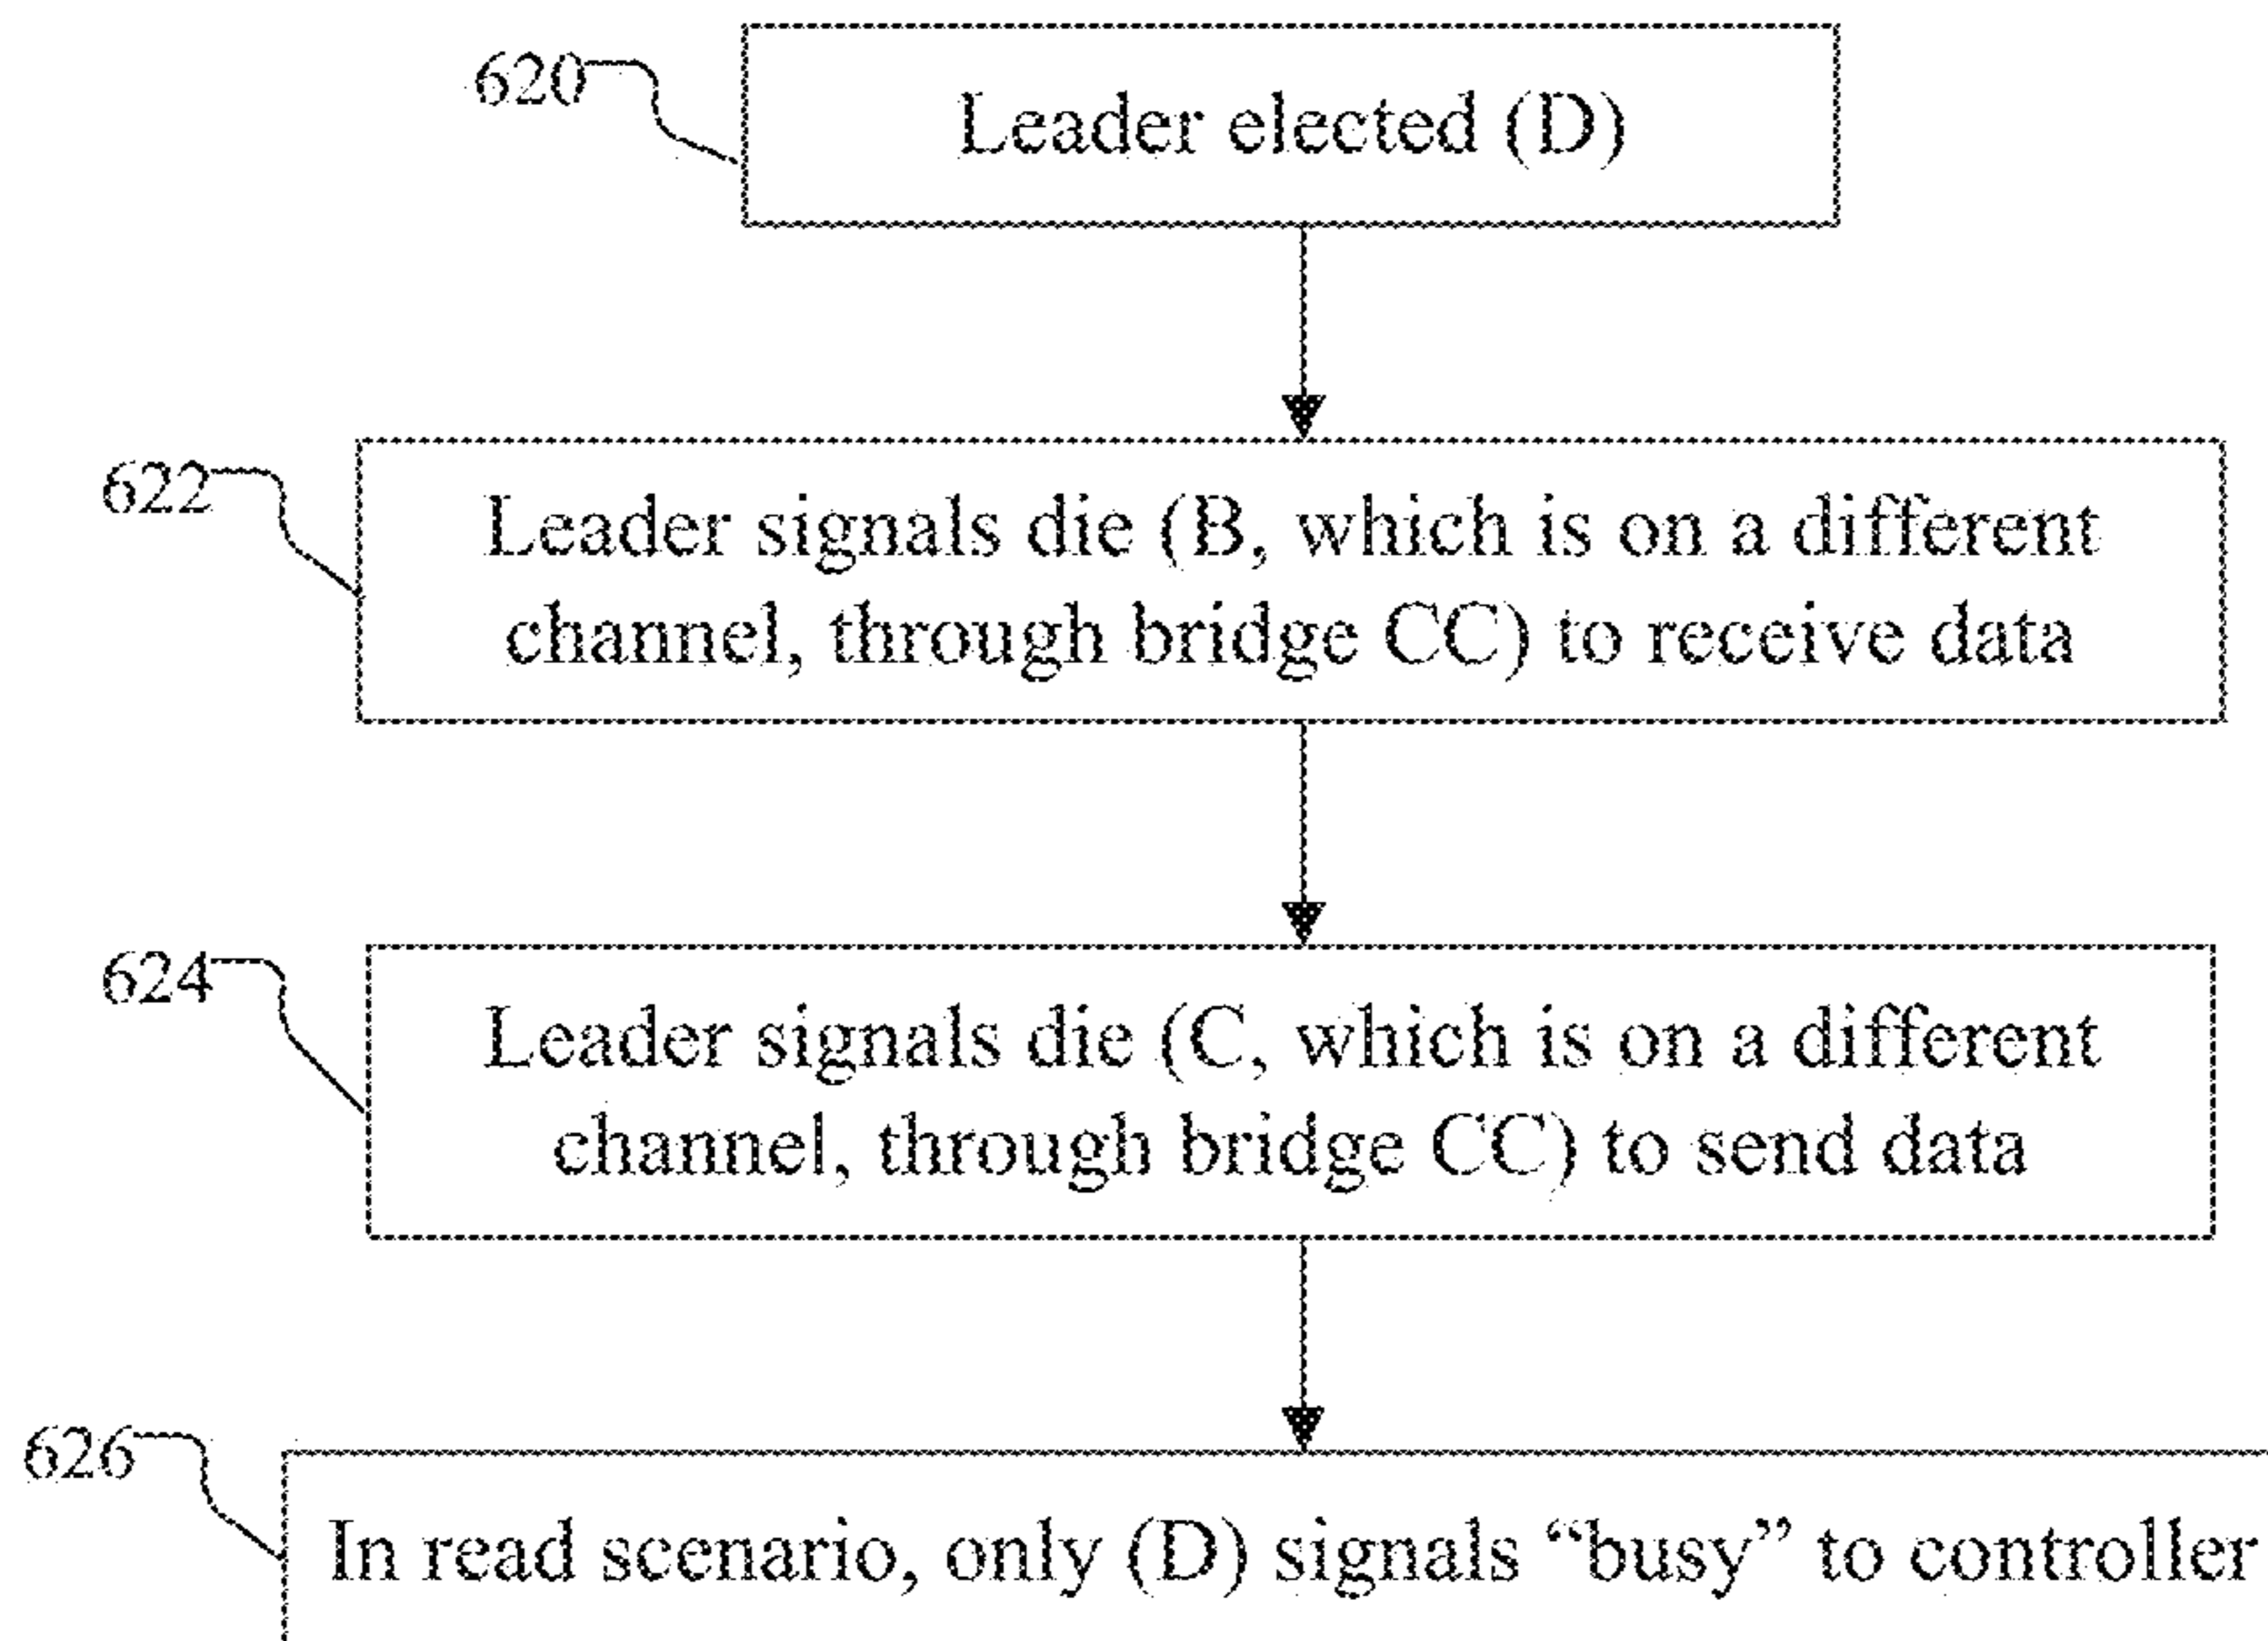 620
Leader elected (D)
622
Leader signals die (B, which is on a different
channel, through bridge CC) to receive data
624
Leader signals die (C, which is on a different
channel, through bridge CC) to send data
626
In read scenario, only (D) signals “busy” to controller